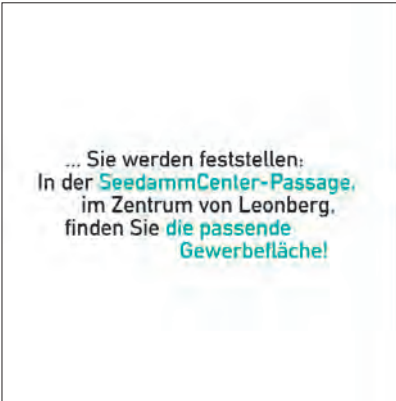 ... Sie werden feststellen:
In der SeedammCenter-Passage,
im Zentrum von Leonberg,
finden Sie die passende
Gewerbefläche!